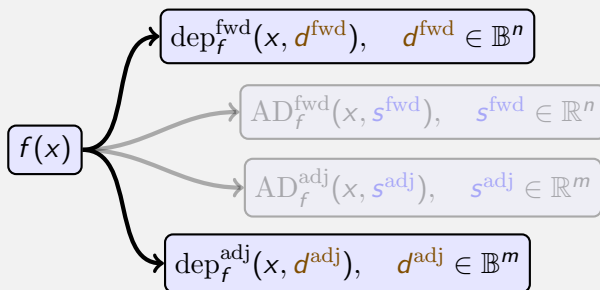 dep_f^fwd(x, d^fwd), d^fwd ∈ 𝔹^n
AD_f^fwd(x, s^fwd), s^fwd ∈ ℝ^n
f(x)
AD_f^adj(x, s^adj), s^adj ∈ ℝ^m
dep_f^adj(x, d^adj), d^adj ∈ 𝔹^m